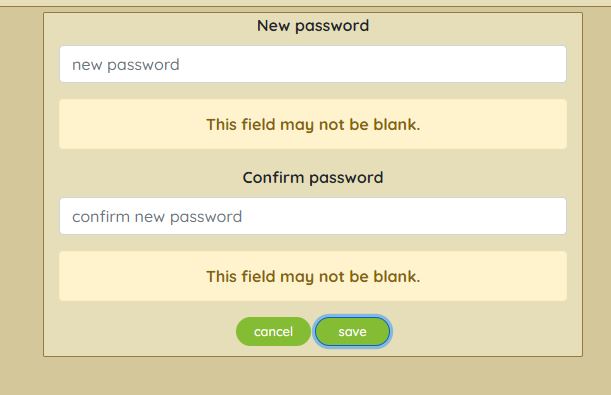 New password
new password
This field may not be blank.
Confirm password
confirm new password
This field may not be blank.
cancel save